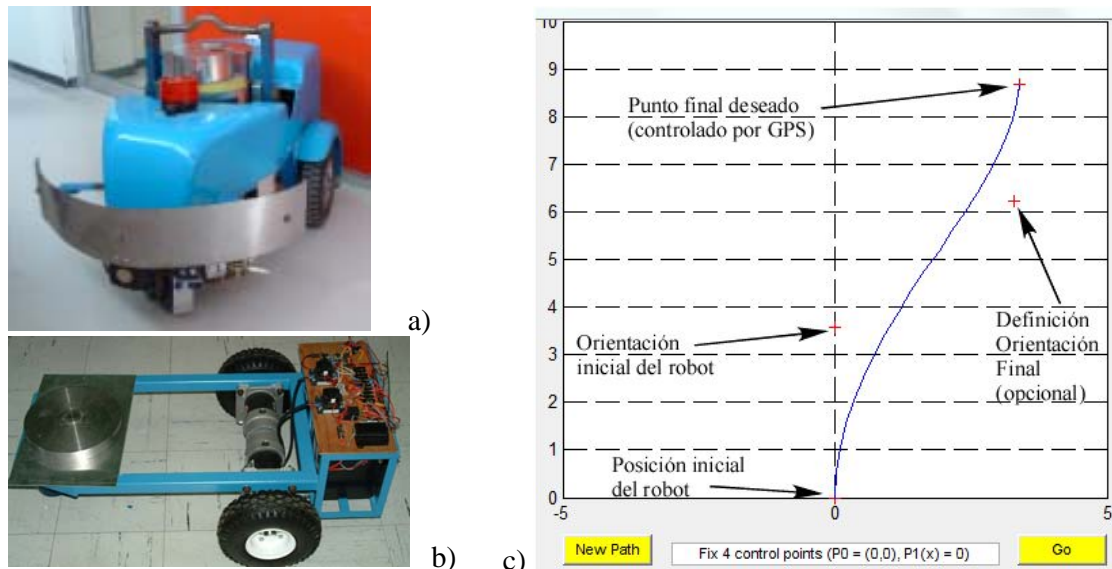 a)
b)
c)
10
9
8
7
6
5
4
3
2
1
0
-5
0
5
Punto final deseado
(controlado por GPS)
Orientación
inicial del robot
Definición
Orientación
Final
(opcional)
Posición inicial
del robot
New Path
Fix 4 control points (P0 = (0,0), P1(x) = 0)
Go